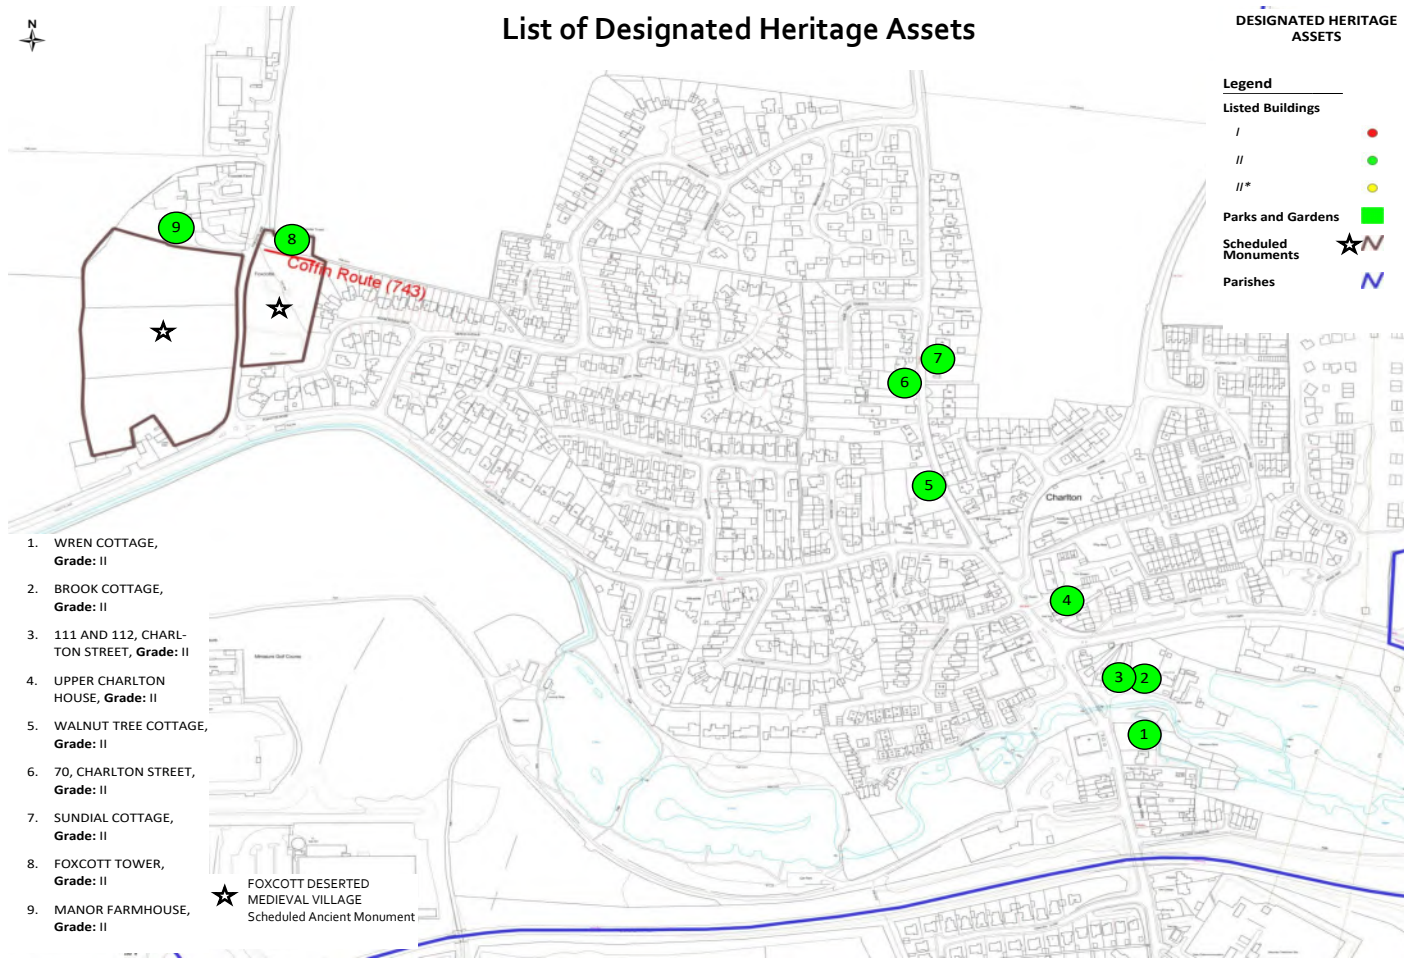 N
List of Designated Heritage Assets
DESIGNATED HERITAGE
ASSETS
Legend
Listed Buildings
I
II
II*
Parks and Gardens
Scheduled
Monuments
Parishes
9
8
Coffin Route (743)
Foxcotte
7
6
5
Charlton
4
3
2
1
Miniature Golf Course
1. WREN COTTAGE,
Grade: II
2. BROOK COTTAGE,
Grade: II
3. 111 AND 112, CHARL-
TON STREET, Grade: II
4. UPPER CHARLTON
HOUSE, Grade: II
5. WALNUT TREE COTTAGE,
Grade: II
6. 70, CHARLTON STREET,
Grade: II
7. SUNDIAL COTTAGE,
Grade: II
8. FOXCOTT TOWER,
Grade: II
9. MANOR FARMHOUSE,
Grade: II
FOXCOTT DESERTED
MEDIEVAL VILLAGE
Scheduled Ancient Monument